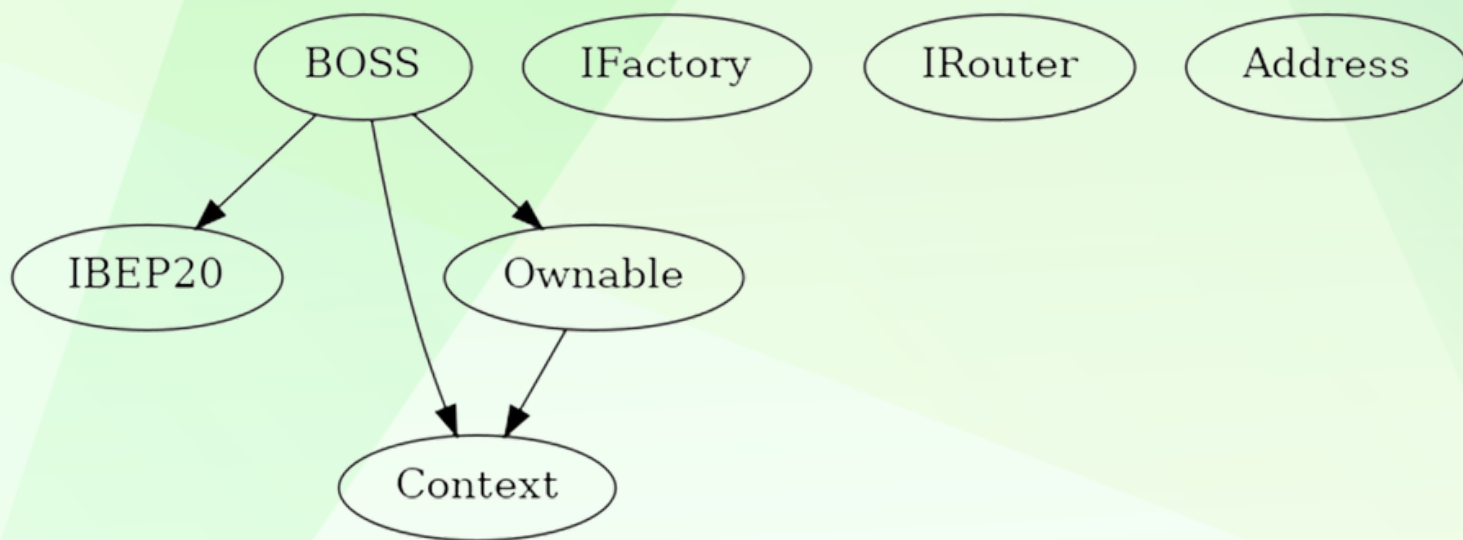 BOSS
IFactory
IRouter
Address
IBEP20
Ownable
Context